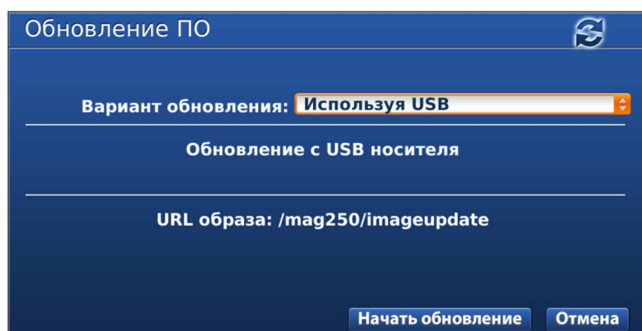 Обновление ПО
Вариант обновления: Используя USB
Обновление с USB носителя
URL образа: /mag250/imageupdate
Начать обновление Отмена